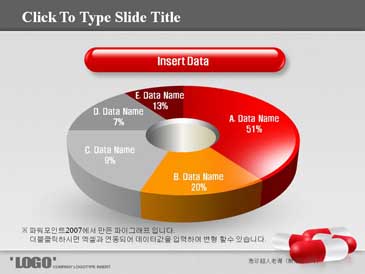 Click To Type Slide Title
Insert Data
E. Data Name
13%
A. Data Name
51%
D. Data Name
7%
C. Data Name
9%
B. Data Name
20%
※ 파워포인트2007에서 만든 파이그래프 입니다.
더블클릭하시면 엑셀과 연동되어 데이터값을 입력하여 변형 할수 있습니다.
"LOGO"
COMPANY LOGOTYPE INSERT